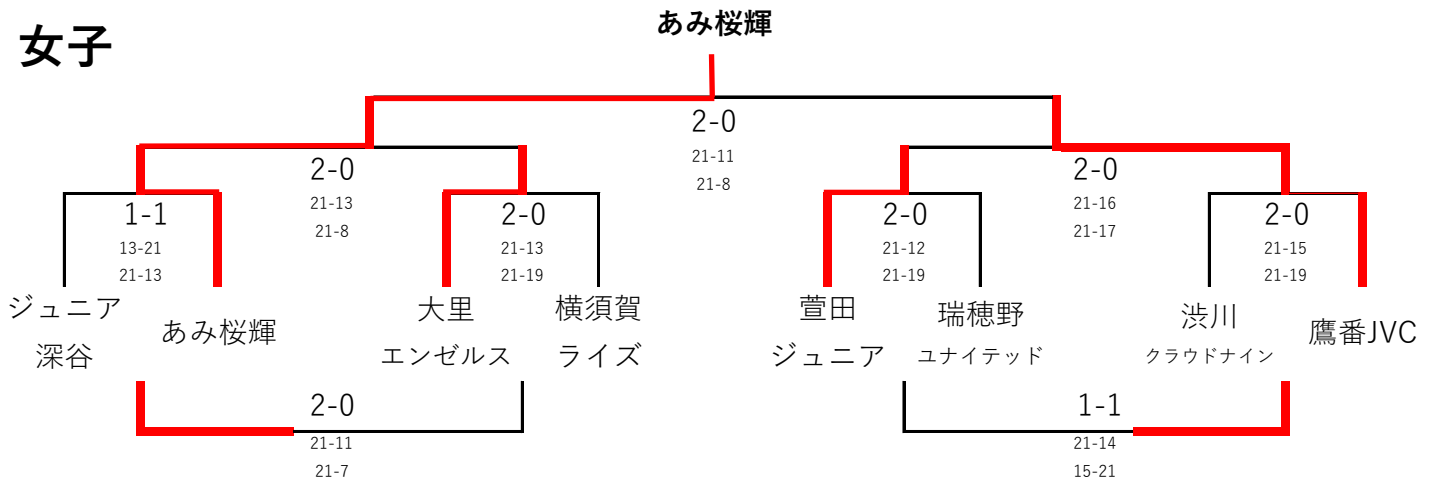 あみ桜輝
女子
2-0
21-11
21-8
2-0
21-13
21-8
2-0
21-16
21-17
1-1
13-21
21-13
2-0
21-13
21-19
2-0
21-12
21-19
2-0
21-15
21-19
ジュニア
深谷
あみ桜輝
大里
エンゼルス
横須賀
ライズ
萱田
ジュニア
瑞穂野
ユナイテッド
渋川
クラウドナイン
鷹番JVC
2-0
21-11
21-7
1-1
21-14
15-21